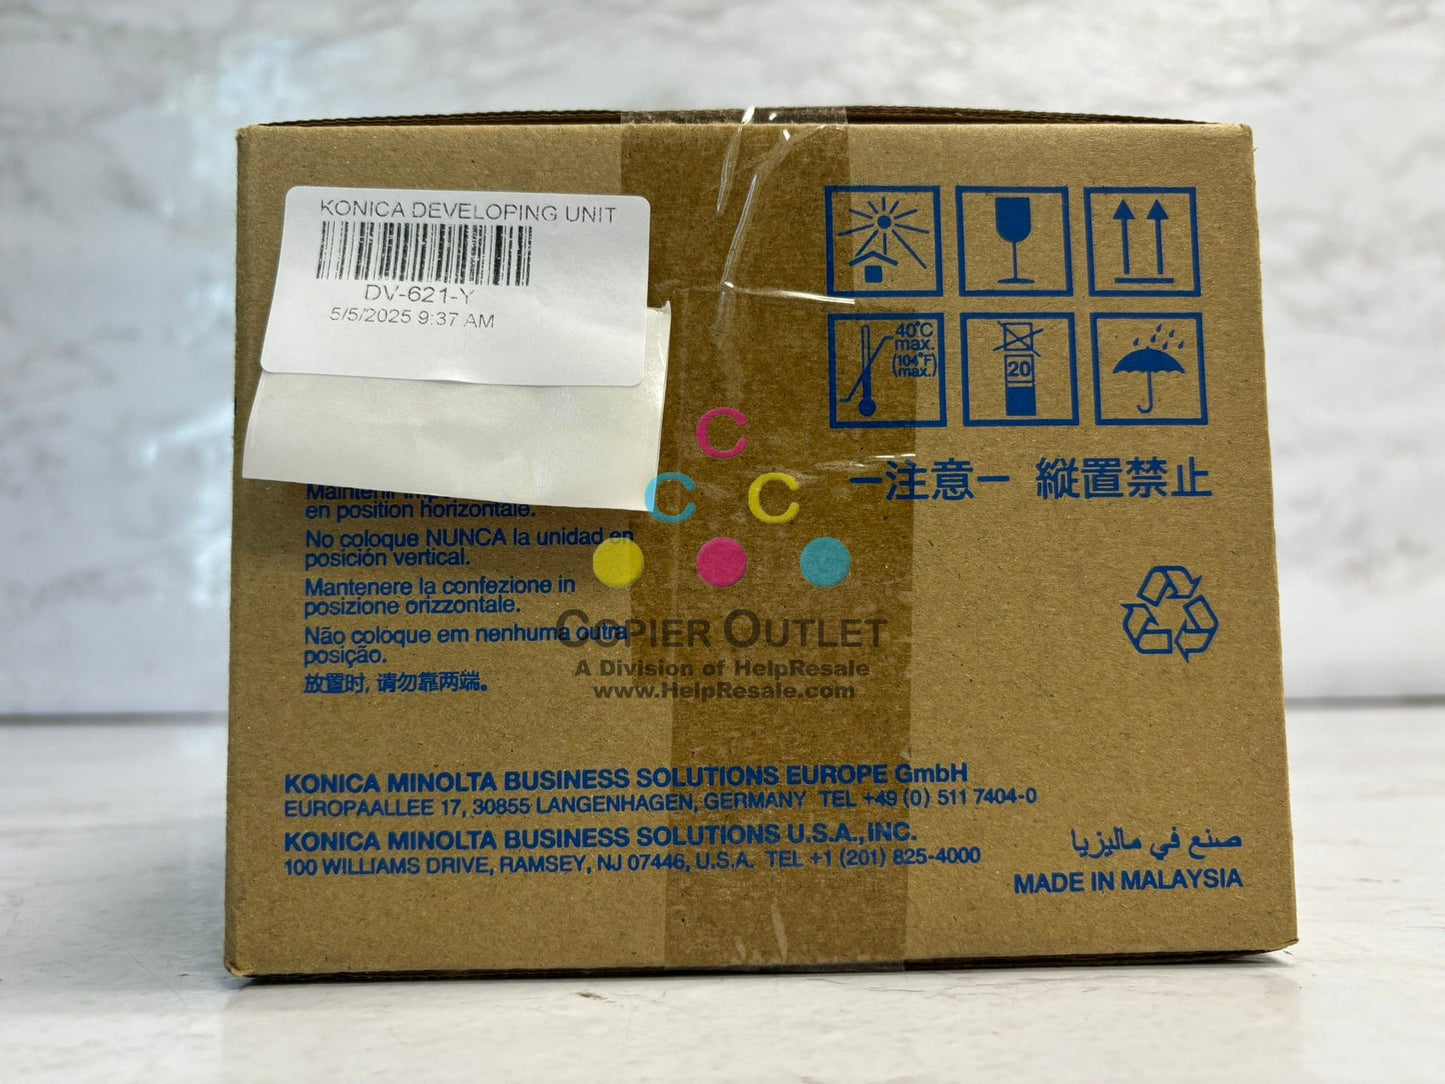 KONICA DEVELOPING UNIT
DV-621-Y
5/5/2025 9:37 AM
40°C
max.
(104°F)
max.)
20
－注意－ 縦置禁止
Maintenir
en position horizontale.
No coloque NUNCA la unidad en
posición vertical.
Mantenere la confezione in
posizione orizzontale.
Não coloque em nenhuma outra
posição.
放置时, 请勿靠两端。
C
C C
COPIER OUTLET
A Division of HelpResale
www.HelpResale.com
KONICA MINOLTA BUSINESS SOLUTIONS EUROPE GmbH
EUROPAALLEE 17, 30855 LANGENHAGEN, GERMANY TEL +49 (0) 511 7404-0
KONICA MINOLTA BUSINESS SOLUTIONS U.S.A., INC.
100 WILLIAMS DRIVE, RAMSEY, NJ 07446, U.S.A. TEL +1 (201) 825-4000
صنع في ماليزيا
MADE IN MALAYSIA